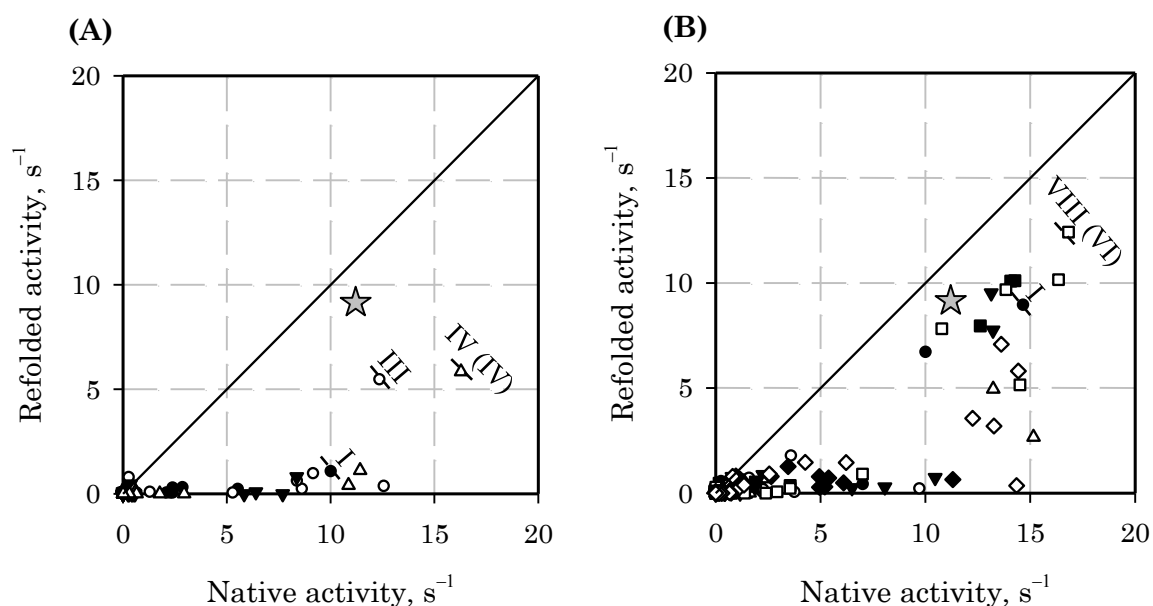 (A)
20
15
10
5
0
Refolded activity, s⁻¹
III
IV (IV)
I
0 5 10 15 20
Native activity, s⁻¹
(B)
20
15
10
5
0
Refolded activity, s⁻¹
VIII (VI)
I
0 5 10 15 20
Native activity, s⁻¹